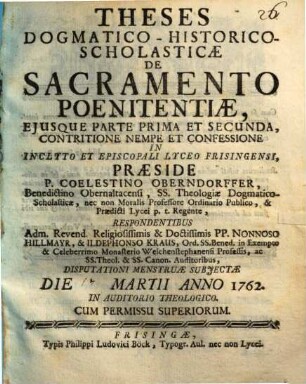 THESES
DOGMATICO-HISTORICO-
SCHOLASTICÆ
DE
SACRAMENTO
POENITENTIÆ,
EJUSQUE PARTE PRIMA ET SECUNDA,
CONTRITIONE NEMPE ET CONFESSIONE
IN
INCLYTO ET EPISCOPALI LYCEO FRISINGENSI,
PRÆSIDE
P. COELESTINO OBERNDORFFER,
Benedictino Obernaltacensi, SS. Theologiæ Dogmatico-
Scholasticæ, nec non Moralis Professore Ordinario Publico, &
Prædicti Lycei p. t. Regente,
RESPONDENTIBUS
Adm. Revend. Religiosissimis & Doctissimis PP. NONNOSO
HILLMAYR, & ILDEPHONSO KRAUS, Ord. SS. Bened. in Exempto
& Celeberrimo Monasterio Weichenstephanensi Professis, ac
SS. Theol. & SS. Canon. Auditoribus,
DISPUTATIONI MENSTRUÆ SUBJECTÆ
DIE MARTII ANNO 1762.
IN AUDITORIO THEOLOGICO.
CUM PERMISSU SUPERIORUM.
FRISINGÆ,
Typis Philippi Ludovici Böck, Typogr. Aul. nec non Lycei.